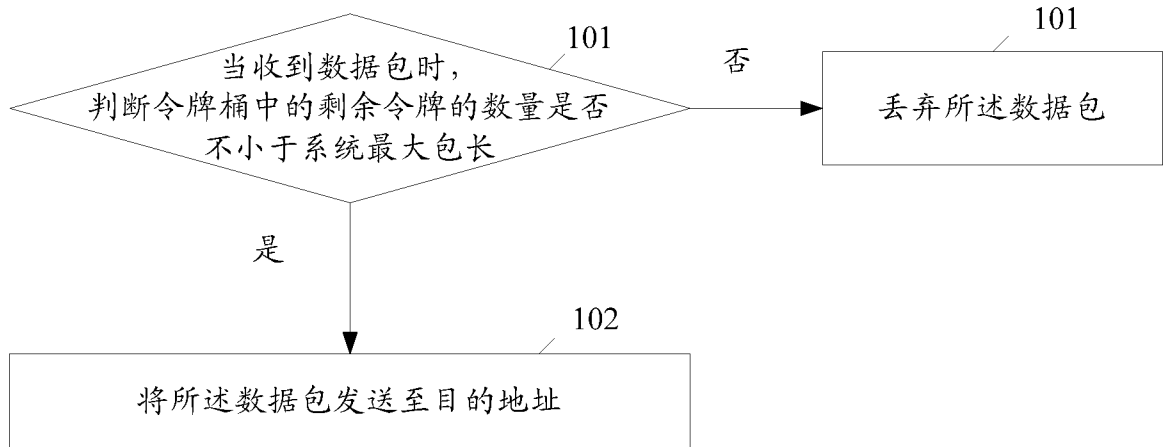 101
当收到数据包时，
判断令牌桶中的剩余令牌的数量是否
不小于系统最大包长
否
101
丢弃所述数据包
是
102
将所述数据包发送至目的地址